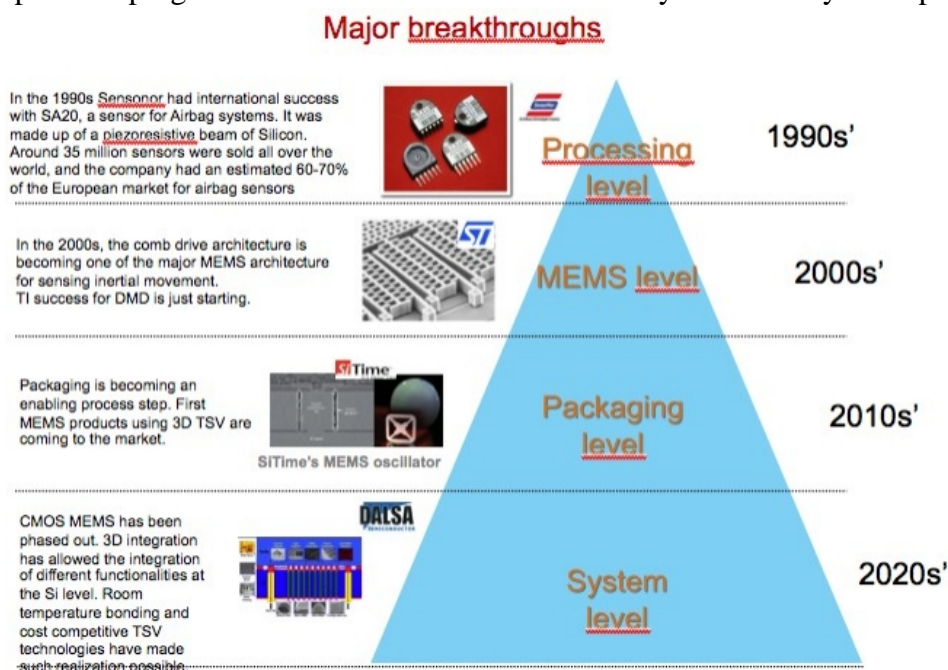 Major breakthroughs
In the 1990s Sensonor had international success
with SA20, a sensor for Airbag systems. It was
made up of a piezoresistive beam of Silicon.
Around 35 million sensors were sold all over the
world, and the company had an estimated 60-70%
of the European market for airbag sensors
Processing
level
1990s'
In the 2000s, the comb drive architecture is
becoming one of the major MEMS architecture
for sensing inertial movement.
TI success for DMD is just starting.
ST
MEMS level
2000s'
Packaging is becoming an
enabling process step. First
MEMS products using 3D TSV are
coming to the market.
SiTime
SiTime's MEMS oscillator
Packaging
level
2010s'
CMOS MEMS has been
phased out. 3D integration
has allowed the integration
of different functionalities at
the Si level. Room
temperature bonding and
cost competitive TSV
technologies have made
such realization possible
DALSA
SEMICONDUCTOR
System
level
2020s'